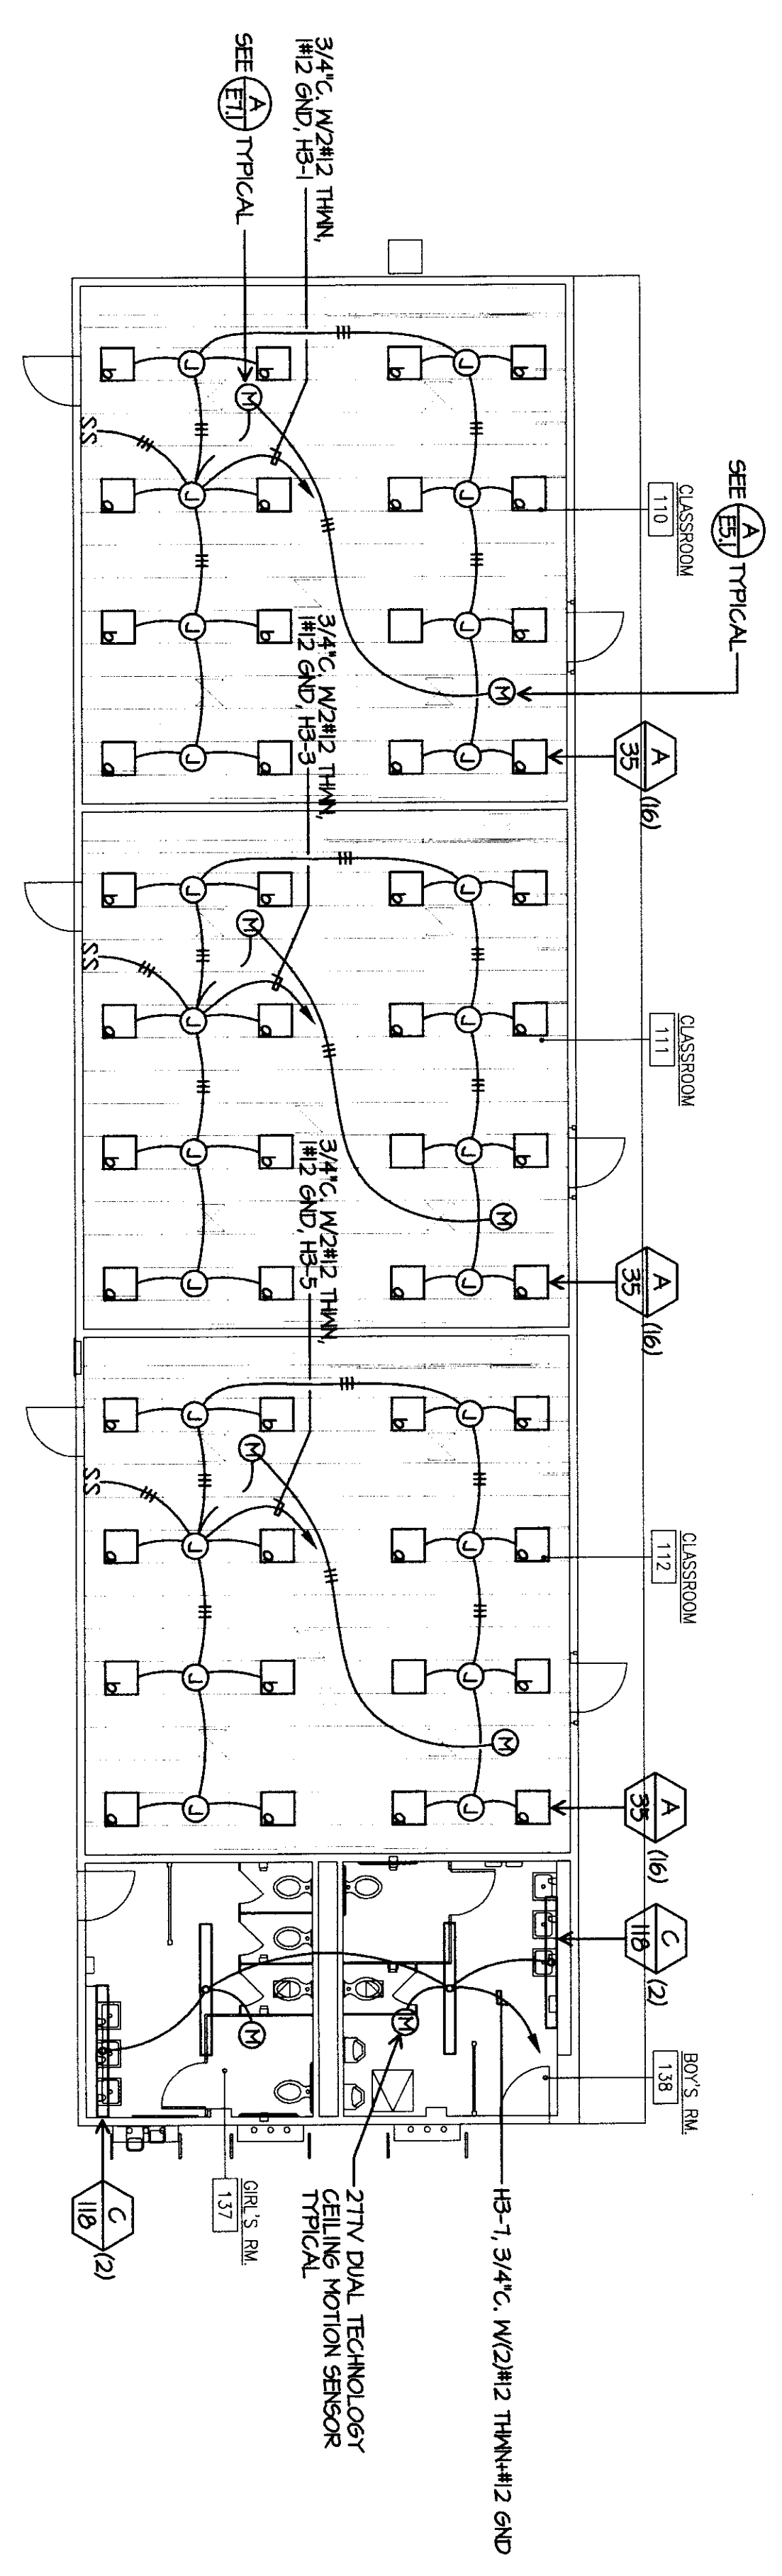 3/4"C. W/2#12 THWN,
1#12 GND, H3-1
SEE A
E7.1 TYPICAL
SEE A
E5.1 TYPICAL
CLASSROOM
110
A
35 (16)
b
b
b
b
J
J
M
SS
a
a
a
a
J
J
b
b
b
J
J
M
a
a
a
a
J
J
3/4"C. W/2#12 THWN,
1#12 GND, H3-3
CLASSROOM
111
A
35 (16)
b
b
b
b
J
J
M
SS
a
a
a
a
J
J
b
b
b
J
J
M
a
a
a
a
J
J
3/4"C. W/2#12 THWN,
1#12 GND, H3-5
CLASSROOM
112
A
35 (16)
b
b
b
b
J
J
M
SS
a
a
a
a
J
J
b
b
b
J
J
M
a
a
a
a
J
J
C
118 (2)
BOY'S RM.
138
M
M
GIRL'S RM.
137
C
118 (2)
H3-7, 3/4"C. W/(2)#12 THWN+#12 GND
277V DUAL TECHNOLOGY
CEILING MOTION SENSOR
TYPICAL